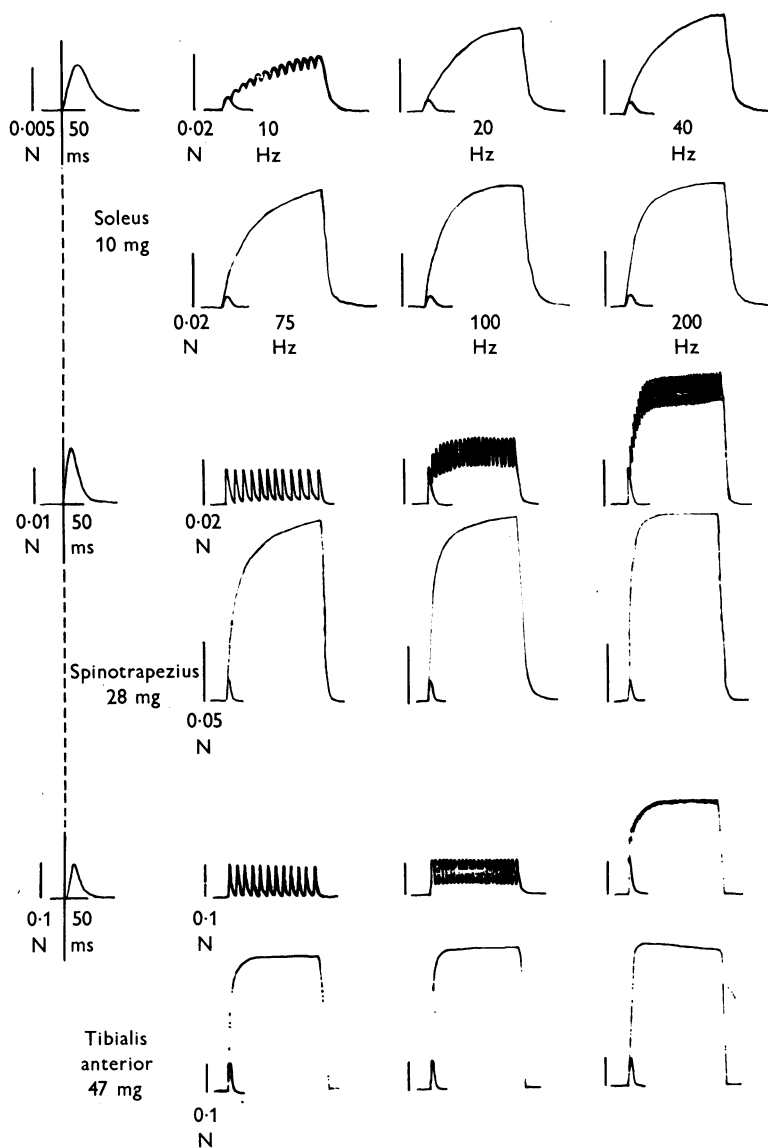 0·005 50 0·02 10 20 40
N ms N Hz Hz Hz
Soleus
10 mg
0·02 75 100 200
N Hz Hz Hz
0·01 50 0·02
N ms N
Spinotrapezius
28 mg
0·05
N
0·1 50 0·1
N ms N
Tibialis
anterior
47 mg
0·1
N